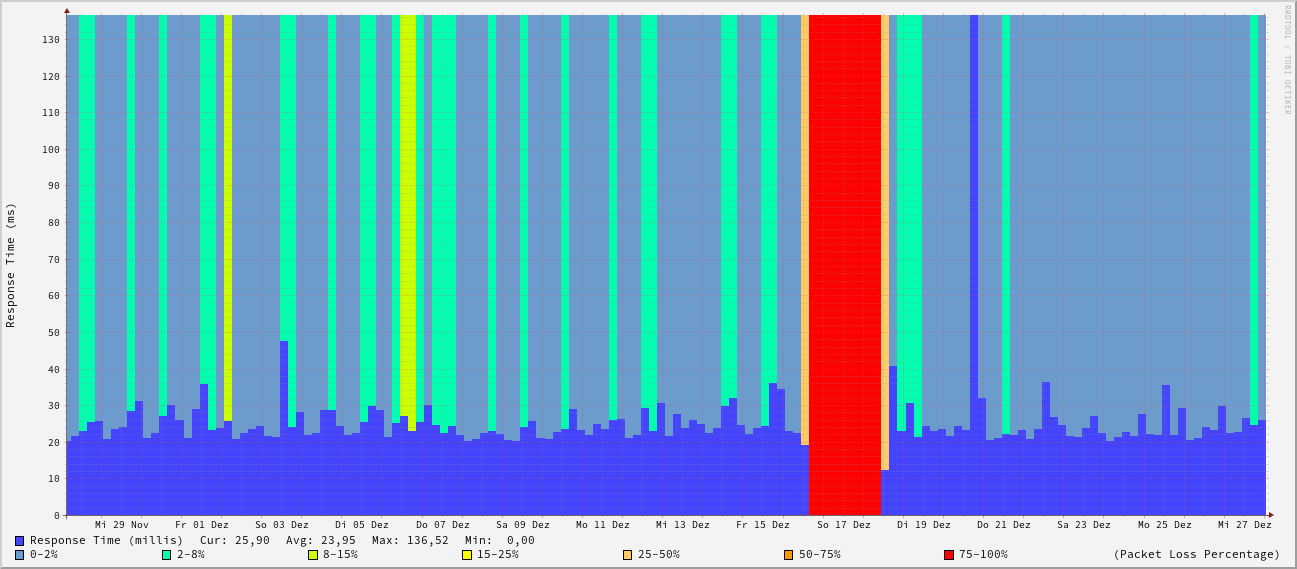 RRDTOOL / TOBI OETIKER
Response Time (ms)
130
120
110
100
90
80
70
60
50
40
30
20
10
0
Mi 29 Nov Fr 01 Dez So 03 Dez Di 05 Dez Do 07 Dez Sa 09 Dez Mo 11 Dez Mi 13 Dez Fr 15 Dez So 17 Dez Di 19 Dez Do 21 Dez Sa 23 Dez Mo 25 Dez Mi 27 Dez
Response Time (millis) Cur: 25,90 Avg: 23,95 Max: 136,52 Min: 0,00
0-2% 2-8% 8-15% 15-25% 25-50% 50-75% 75-100% (Packet Loss Percentage)